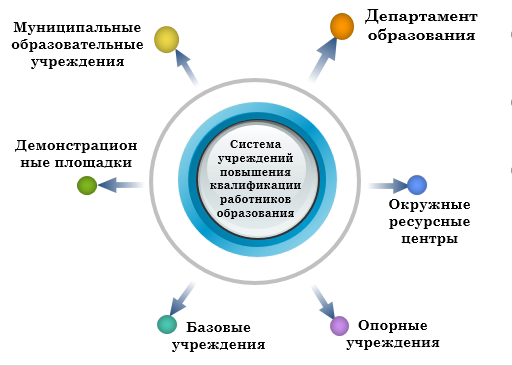 Муниципальные
образовательные
учреждения
Департамент
образования
Демонстрацион
ные площадки
Система
учреждений
повышения
квалификации
работников
образования
Окружные
ресурсные
центры
Базовые
учреждения
Опорные
учреждения